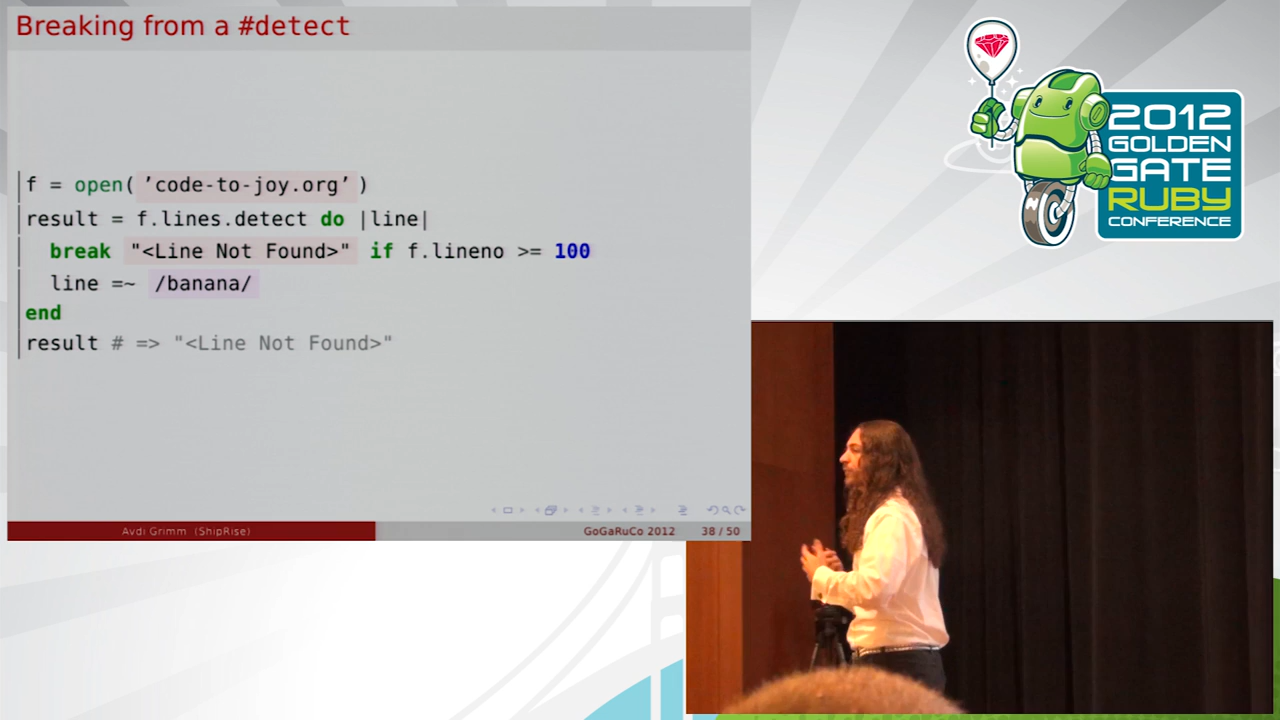 Breaking from a #detect
f = open('code-to-joy.org')
result = f.lines.detect do |line|
break "<Line Not Found>" if f.lineno >= 100
line =~ /banana/
end
result # => "<Line Not Found>"
Avdi Grimm (ShipRise)
GoGaRuCo 2012 38 / 50
2012
GOLDEN
GATE
RUBY
CONFERENCE